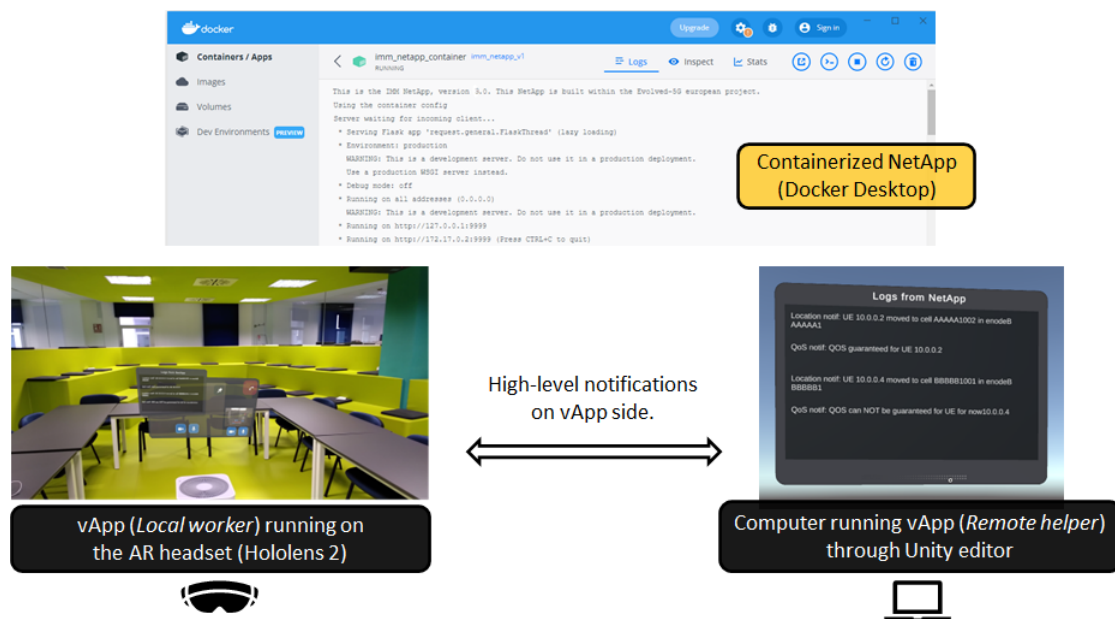 docker
Upgrade
Sign in
Containers / Apps
Images
Volumes
Dev Environments PREVIEW
imm_netapp_container imm_netapp_v1
RUNNING
Logs
Inspect
Stats
This is the IMM NetApp, version 3.0. This NetApp is built within the Evolved-5G european project.
Using the container config
Server waiting for incoming client...
* Serving Flask app 'request.general.FlaskThread' (lazy loading)
* Environment: production
WARNING: This is a development server. Do not use it in a production deployment.
Use a production WSGI server instead.
* Debug mode: off
* Running on all addresses (0.0.0.0)
WARNING: This is a development server. Do not use it in a production deployment.
* Running on http://127.0.0.1:9999
* Running on http://172.17.0.2:9999 (Press CTRL+C to quit)
Containerized NetApp
(Docker Desktop)
High-level notifications
on vApp side.
Logs from NetApp
Location notif: UE 10.0.0.2 moved to cell AAAAA1002 in enodeB
AAAAA1
QoS notif: QOS guaranteed for UE 10.0.0.2
Location notif: UE 10.0.0.4 moved to cell BBBBB1001 in enodeB
BBBBB1
QoS notif: QOS can NOT be guaranteed for UE for now10.0.0.4
vApp (Local worker) running on
the AR headset (Hololens 2)
Computer running vApp (Remote helper)
through Unity editor